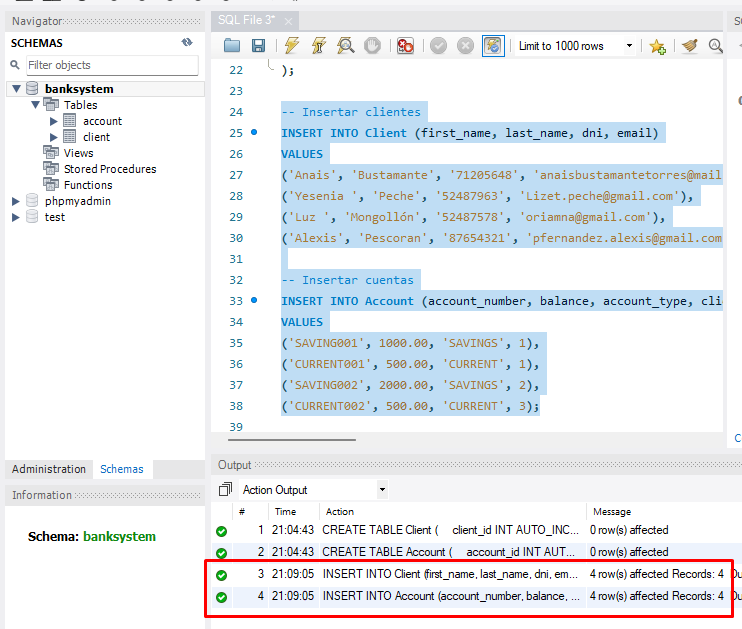 Navigator
SCHEMAS
Filter objects
banksystem
Tables
account
client
Views
Stored Procedures
Functions
phpmyadmin
test
Administration Schemas
Information
Schema: banksystem
SQL File 3*
Limit to 1000 rows
22 );
23
24 -- Insertar clientes
25 INSERT INTO Client (first_name, last_name, dni, email)
26 VALUES
27 ('Anais', 'Bustamante', '71205648', 'anaisbustamantetorres@mail
28 ('Yesenia ', 'Peche', '52487963', 'Lizet.peche@gmail.com'),
29 ('Luz ', 'Mongollón', '52487578', 'oriamna@gmail.com'),
30 ('Alexis', 'Pescoran', '87654321', 'pfernandez.alexis@gmail.com
31
32 -- Insertar cuentas
33 INSERT INTO Account (account_number, balance, account_type, clie
34 VALUES
35 ('SAVING001', 1000.00, 'SAVINGS', 1),
36 ('CURRENT001', 500.00, 'CURRENT', 1),
37 ('SAVING002', 2000.00, 'SAVINGS', 2),
38 ('CURRENT002', 500.00, 'CURRENT', 3);
39
Output
Action Output
# Time Action Message
1 21:04:43 CREATE TABLE Client ( client_id INT AUTO_INC... 0 row(s) affected
2 21:04:43 CREATE TABLE Account ( account_id INT AUT... 0 row(s) affected
3 21:09:05 INSERT INTO Client (first_name, last_name, dni, em... 4 row(s) affected Records: 4
4 21:09:05 INSERT INTO Account (account_number, balance, ... 4 row(s) affected Records: 4